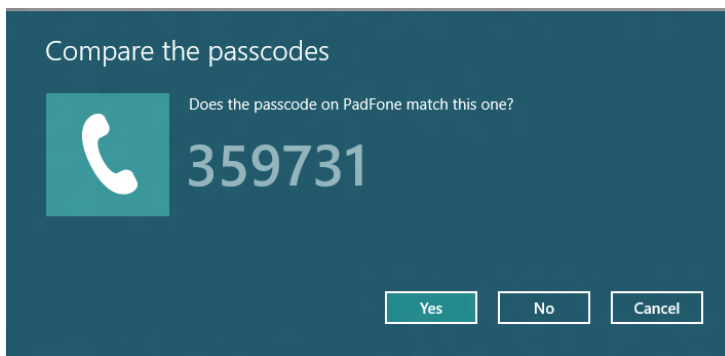 Compare the passcodes
Does the passcode on PadFone match this one?
359731
Yes No Cancel